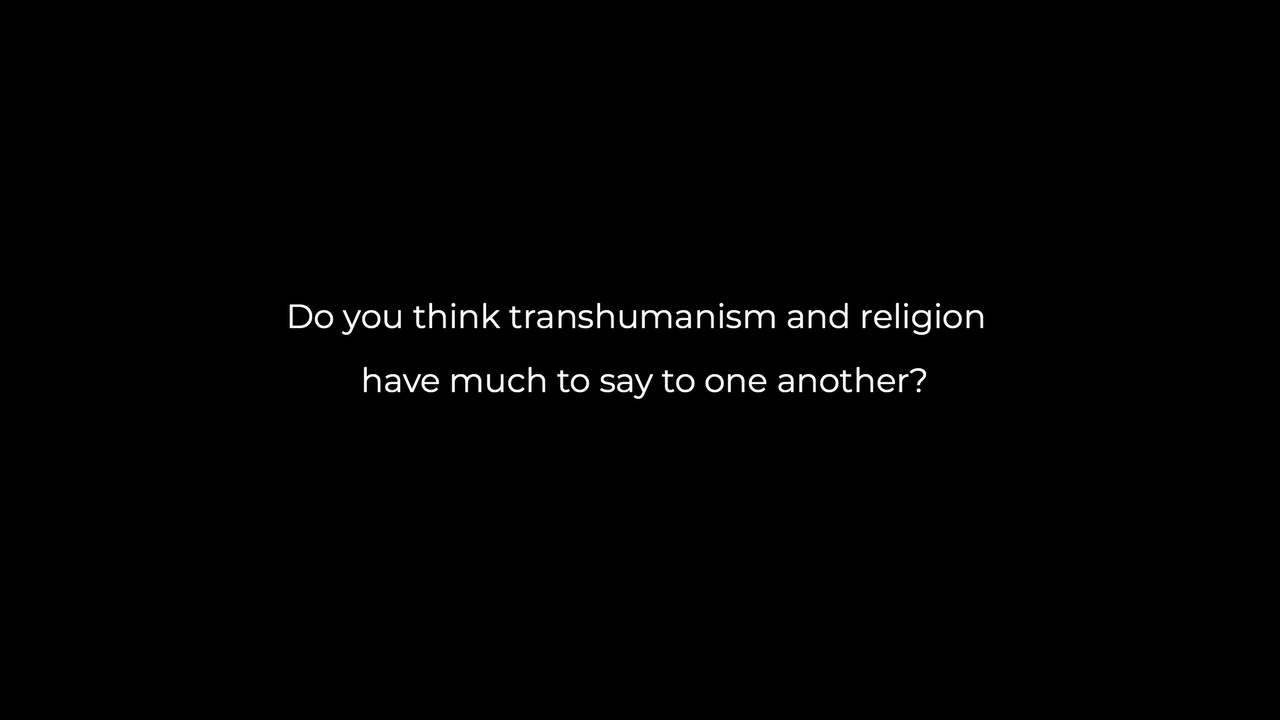 Do you think transhumanism and religion
have much to say to one another?